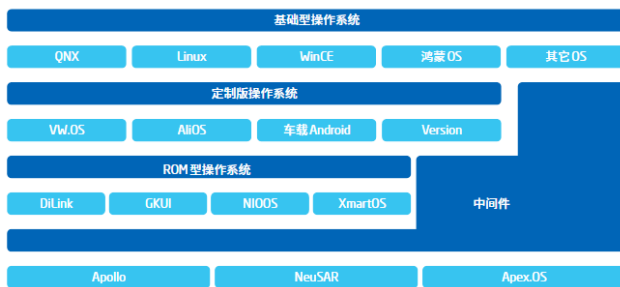 基础型操作系统
QNX Linux WinCE 鸿蒙OS 其它OS
定制版操作系统
VW.OS AliOS 车载Android Version
ROM型操作系统
DiLink GKUI NIOOS XmartOS
中间件
Apollo NeuSAR Apex.OS